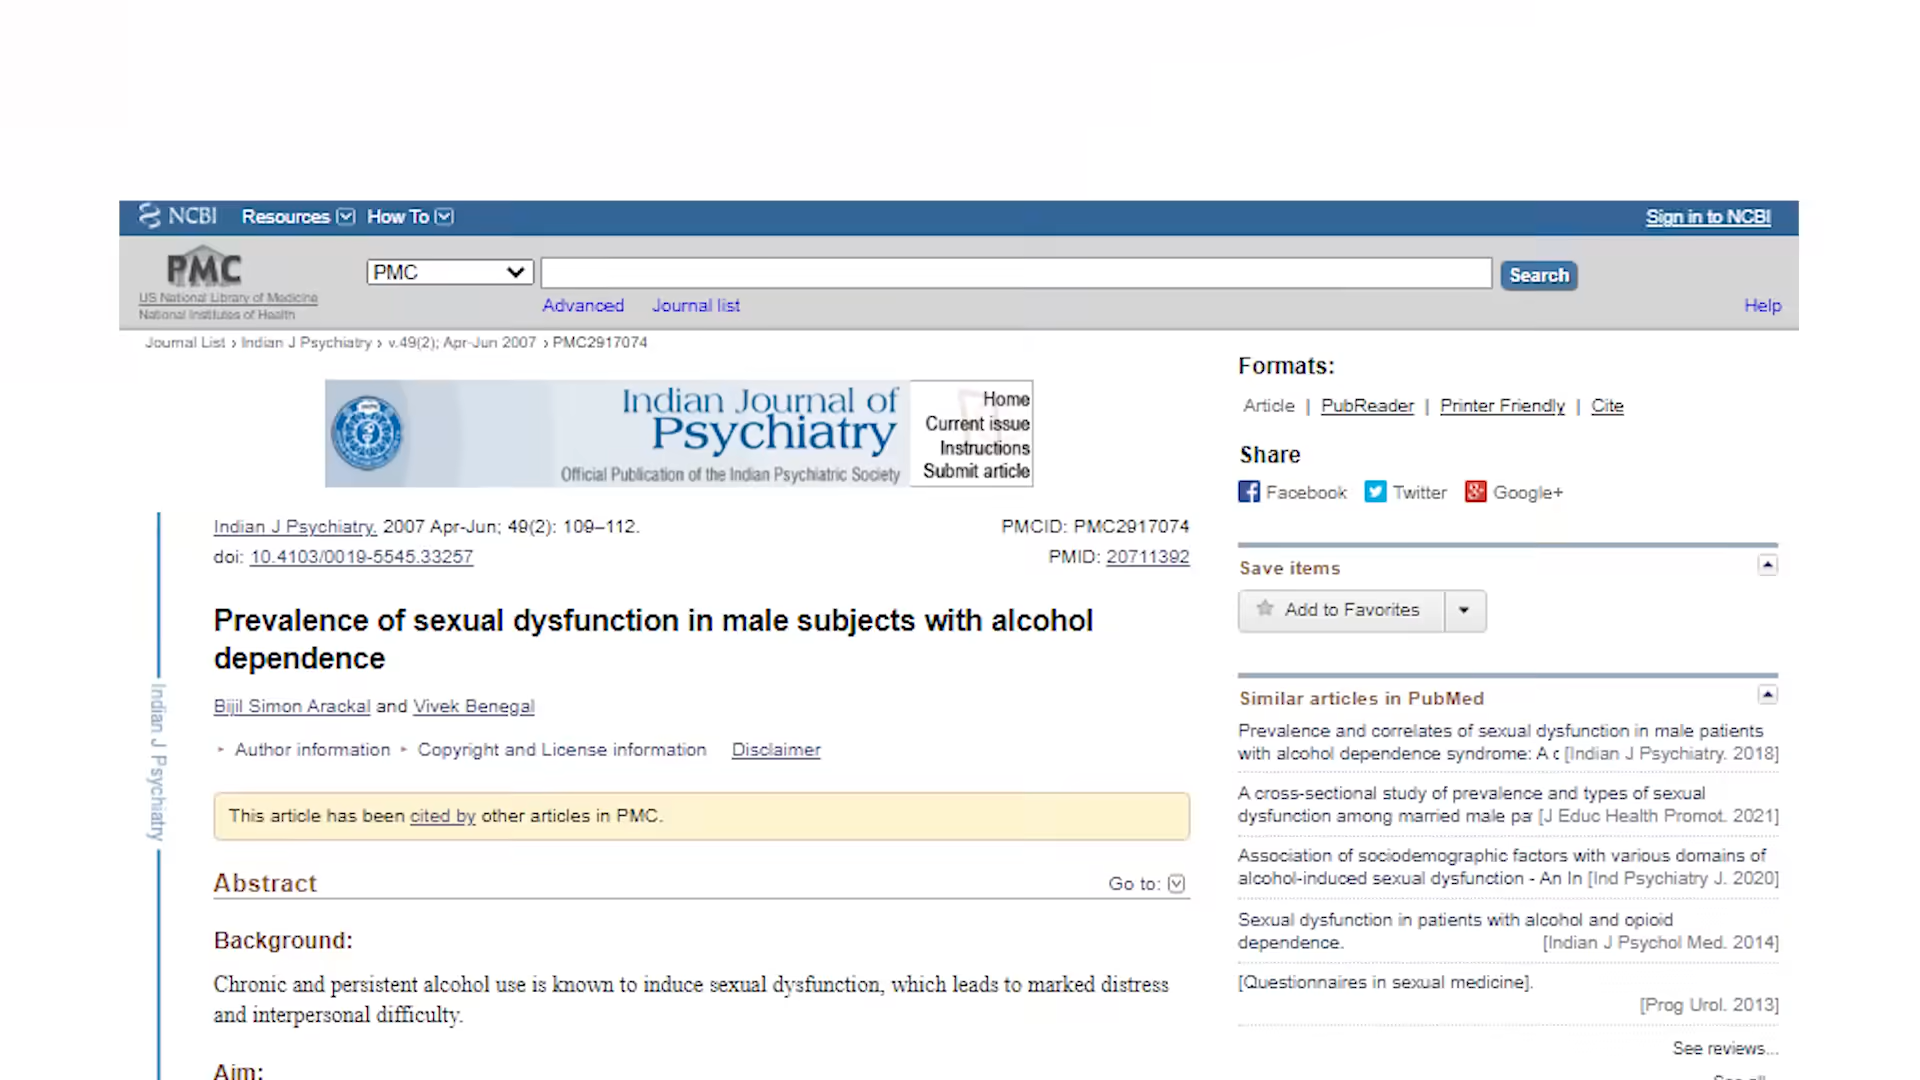 NCBI Resources How To Sign in to NCBI
PMC
US National Library of Medicine
National Institutes of Health
PMC
Search
Advanced Journal list
Help
Journal List › Indian J Psychiatry › v.49(2); Apr-Jun 2007 › PMC2917074
Indian Journal of
Psychiatry
Official Publication of the Indian Psychiatric Society
Home
Current issue
Instructions
Submit article
Indian J Psychiatry. 2007 Apr-Jun; 49(2): 109–112.
doi: 10.4103/0019-5545.33257
PMCID: PMC2917074
PMID: 20711392
Prevalence of sexual dysfunction in male subjects with alcohol
dependence
Bijil Simon Arackal and Vivek Benegal
Author information Copyright and License information Disclaimer
This article has been cited by other articles in PMC.
Abstract
Go to:
Background:
Chronic and persistent alcohol use is known to induce sexual dysfunction, which leads to marked distress
and interpersonal difficulty.
Aim:
Indian J Psychiatry
Formats:
Article | PubReader | Printer Friendly | Cite
Share
Facebook Twitter Google+
Save items
Add to Favorites
Similar articles in PubMed
Prevalence and correlates of sexual dysfunction in male patients
with alcohol dependence syndrome: A c [Indian J Psychiatry. 2018]
A cross-sectional study of prevalence and types of sexual
dysfunction among married male pa [J Educ Health Promot. 2021]
Association of sociodemographic factors with various domains of
alcohol-induced sexual dysfunction - An In [Ind Psychiatry J. 2020]
Sexual dysfunction in patients with alcohol and opioid
dependence. [Indian J Psychol Med. 2014]
[Questionnaires in sexual medicine].
[Prog Urol. 2013]
See reviews...